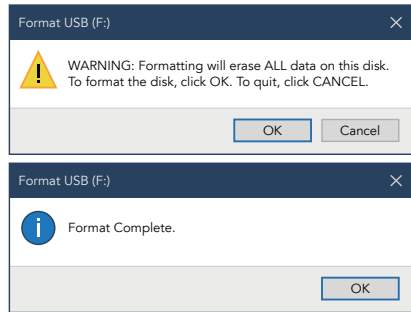 Format USB (F:)
WARNING: Formatting will erase ALL data on this disk.
To format the disk, click OK. To quit, click CANCEL.
OK
Cancel
Format USB (F:)
Format Complete.
OK